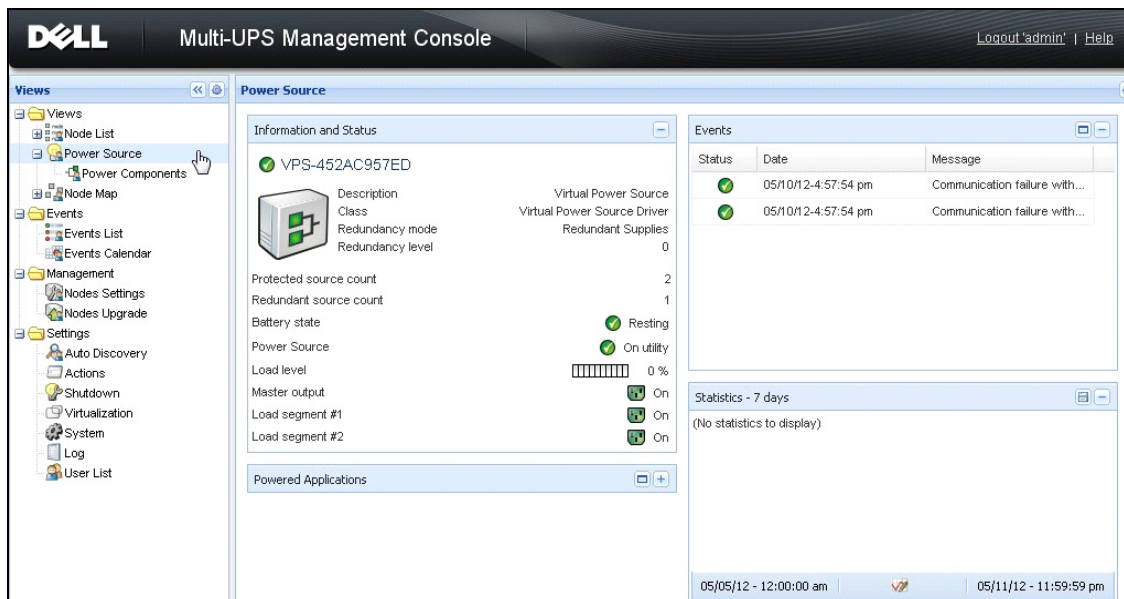 DELL Multi-UPS Management Console Logout 'admin' | Help
Views
Views
Node List
Power Source
Power Components
Node Map
Events
Events List
Events Calendar
Management
Nodes Settings
Nodes Upgrade
Settings
Auto Discovery
Actions
Shutdown
Virtualization
System
Log
User List
Power Source
Information and Status
VPS-452AC957ED
Description Virtual Power Source
Class Virtual Power Source Driver
Redundancy mode Redundant Supplies
Redundancy level 0
Protected source count 2
Redundant source count 1
Battery state Resting
Power Source On utility
Load level 0 %
Master output On
Load segment #1 On
Load segment #2 On
Powered Applications
Events
Status Date Message
05/10/12-4:57:54 pm Communication failure with...
05/10/12-4:57:54 pm Communication failure with...
Statistics - 7 days
(No statistics to display)
05/05/12 - 12:00:00 am 05/11/12 - 11:59:59 pm